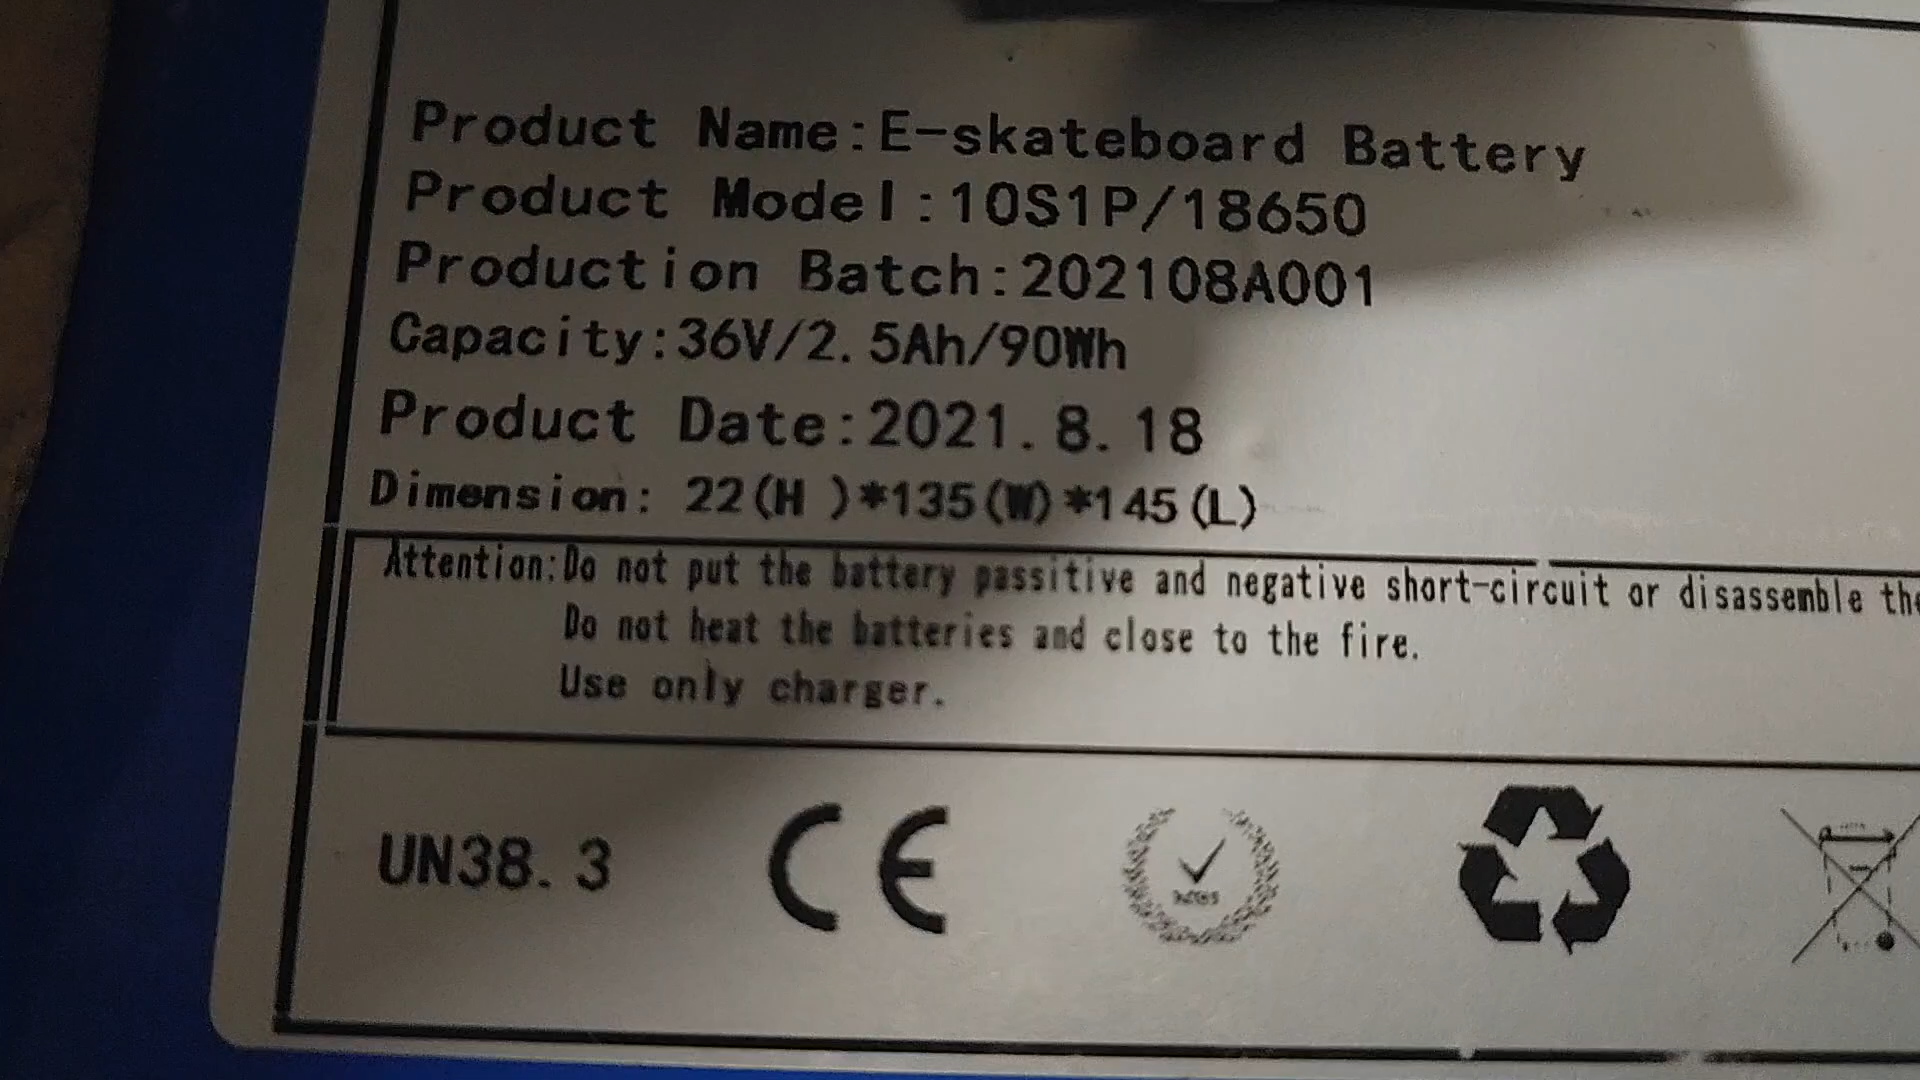 Product Name:E-skateboard Battery
Product Model:10S1P/18650
Production Batch:202108A001
Capacity:36V/2.5Ah/90Wh
Product Date:2021.8.18
Dimension: 22(H )*135(W)*145(L)
Attention:Do not put the battery passitive and negative short-circuit or disassemble the
Do not heat the batteries and close to the fire.
Use only charger.
UN38.3 CE